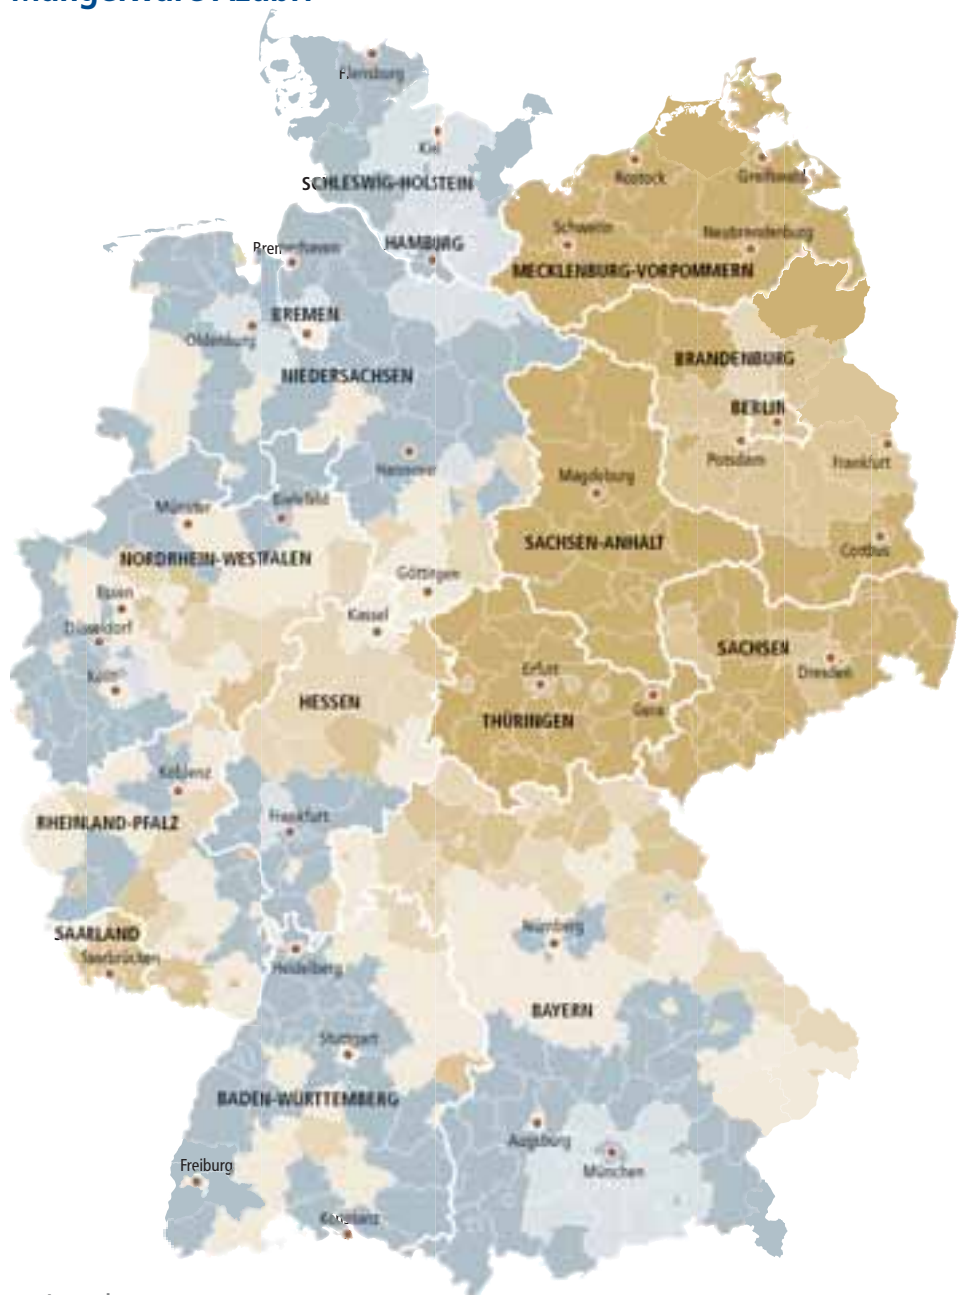 Flensburg
Kiel
SCHLESWIG-HOLSTEIN
Rostock
Greifswald
Schwerin
Neubrandenburg
HAMBURG
Bremerhaven
MECKLENBURG-VORPOMMERN
BREMEN
Oldenburg
BRANDENBURG
NIEDERSACHSEN
BERLIN
Potsdam
Frankfurt
Hannover
Magdeburg
Bielefeld
Münster
SACHSEN-ANHALT
Cottbus
NORDRHEIN-WESTFALEN
Göttingen
Essen
Kassel
Düsseldorf
SACHSEN
Dresden
Erfurt
Köln
HESSEN
Gera
THÜRINGEN
Koblenz
Frankfurt
RHEINLAND-PFALZ
Nürnberg
SAARLAND
Saarbrücken
Heidelberg
BAYERN
Stuttgart
BADEN-WÜRTTEMBERG
Augsburg
München
Freiburg
Konstanz